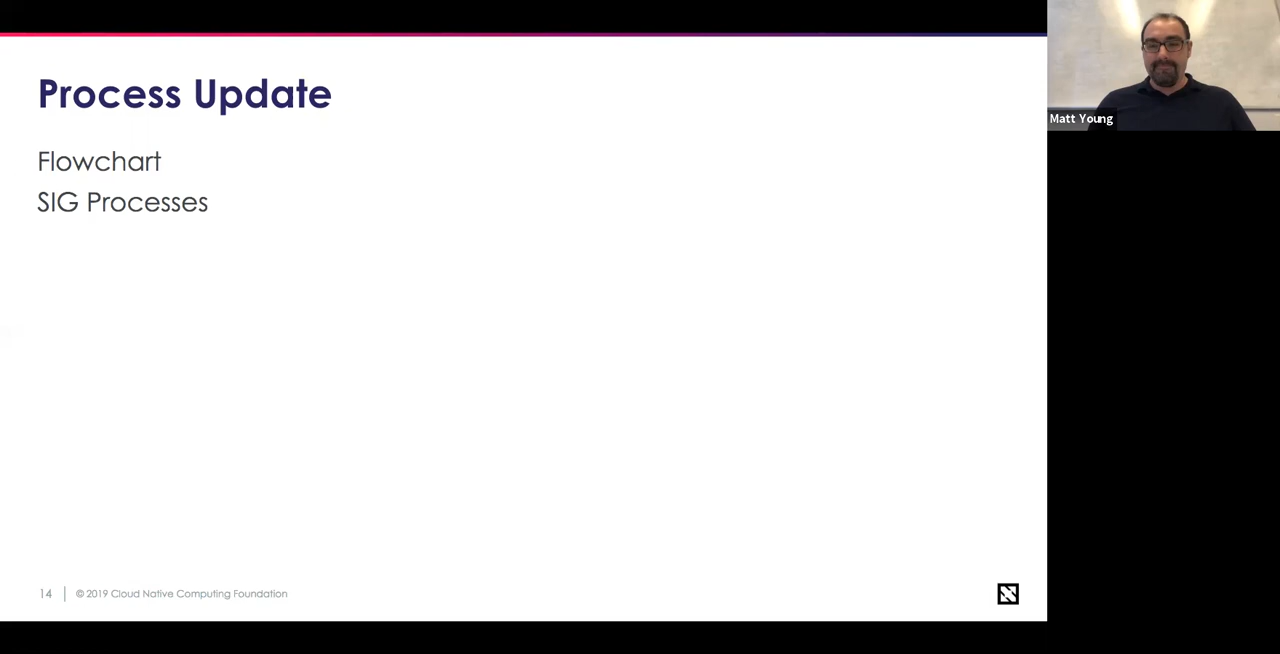 Process Update
Flowchart
SIG Processes
14
© 2019 Cloud Native Computing Foundation
Matt Young